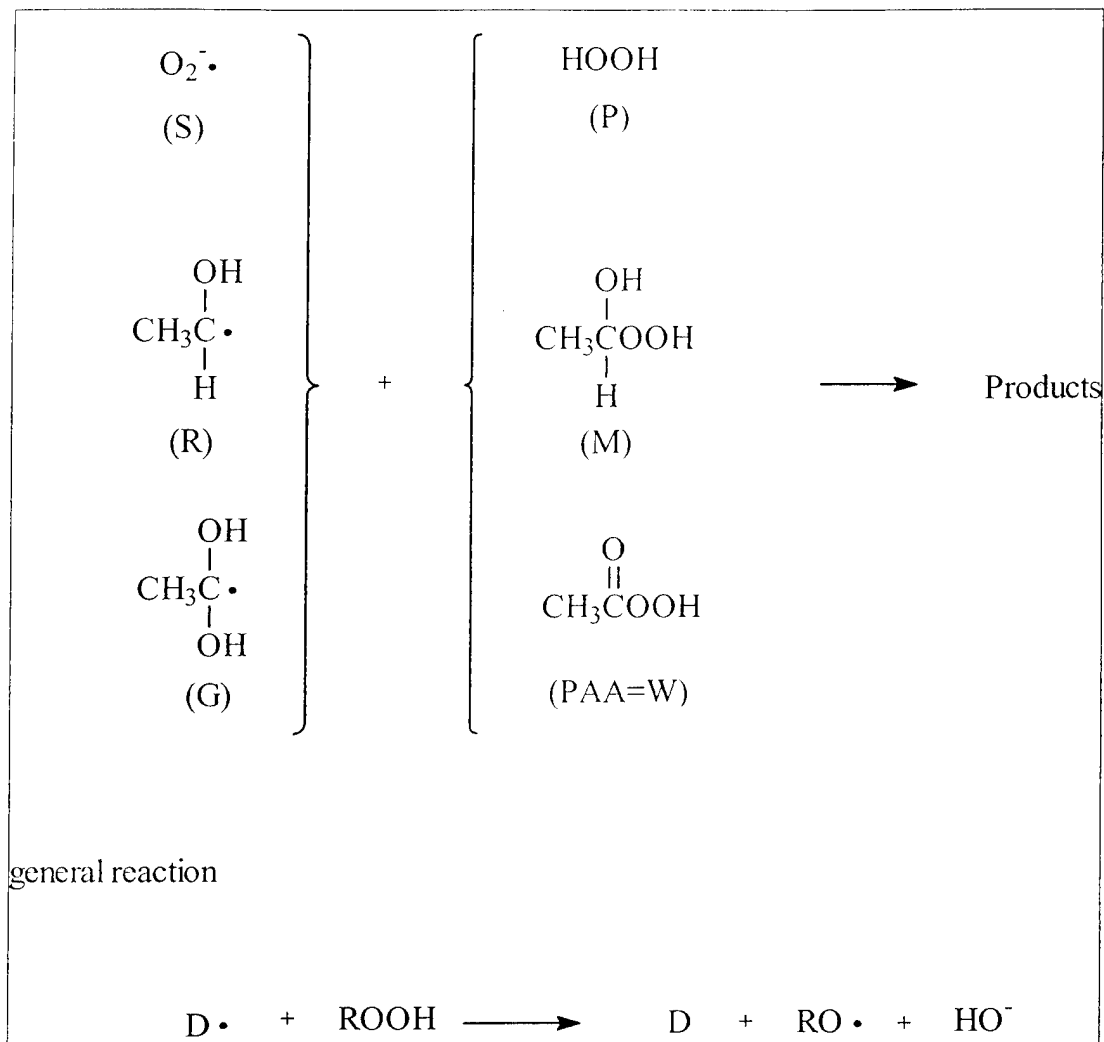 O₂⁻• HOOH
(S) (P)
OH OH
CH₃C• + CH₃COOH Products
H H
(R) (M)
OH O
CH₃C• CH₃COOH
OH
(G) (PAA=W)
general reaction
D• + ROOH → D + RO• + HO⁻